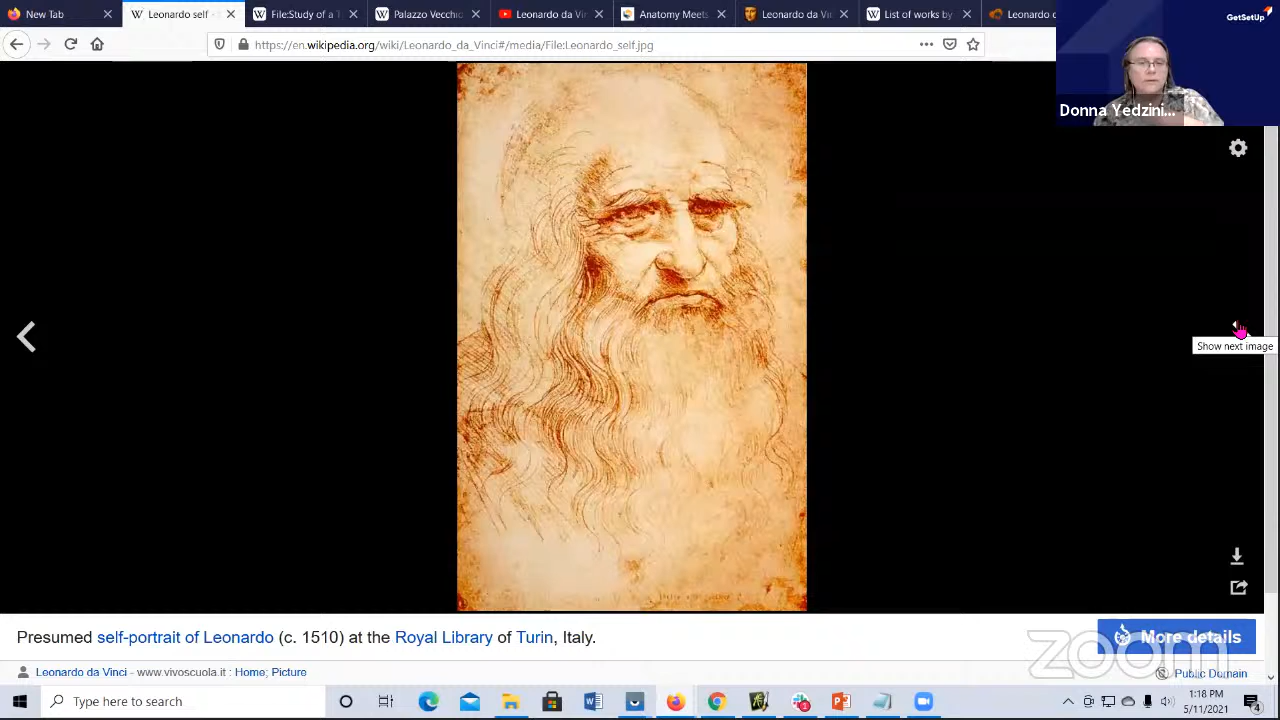 New Tab
Leonardo self -
File:Study of a T
Palazzo Vecchio
Leonardo da Vin
Anatomy Meets
Leonardo da Vi
List of works by
Leonardo
GetSetUp
https://en.wikipedia.org/wiki/Leonardo_da_Vinci#/media/File:Leonardo_self.jpg
Donna Yedzini...
Show next image
Presumed self-portrait of Leonardo (c. 1510) at the Royal Library of Turin, Italy.
More details
zoom
Leonardo da Vinci - www.vivoscuola.it : Home; Picture
Public Domain
Type here to search
1:18 PM
5/11/2021
4